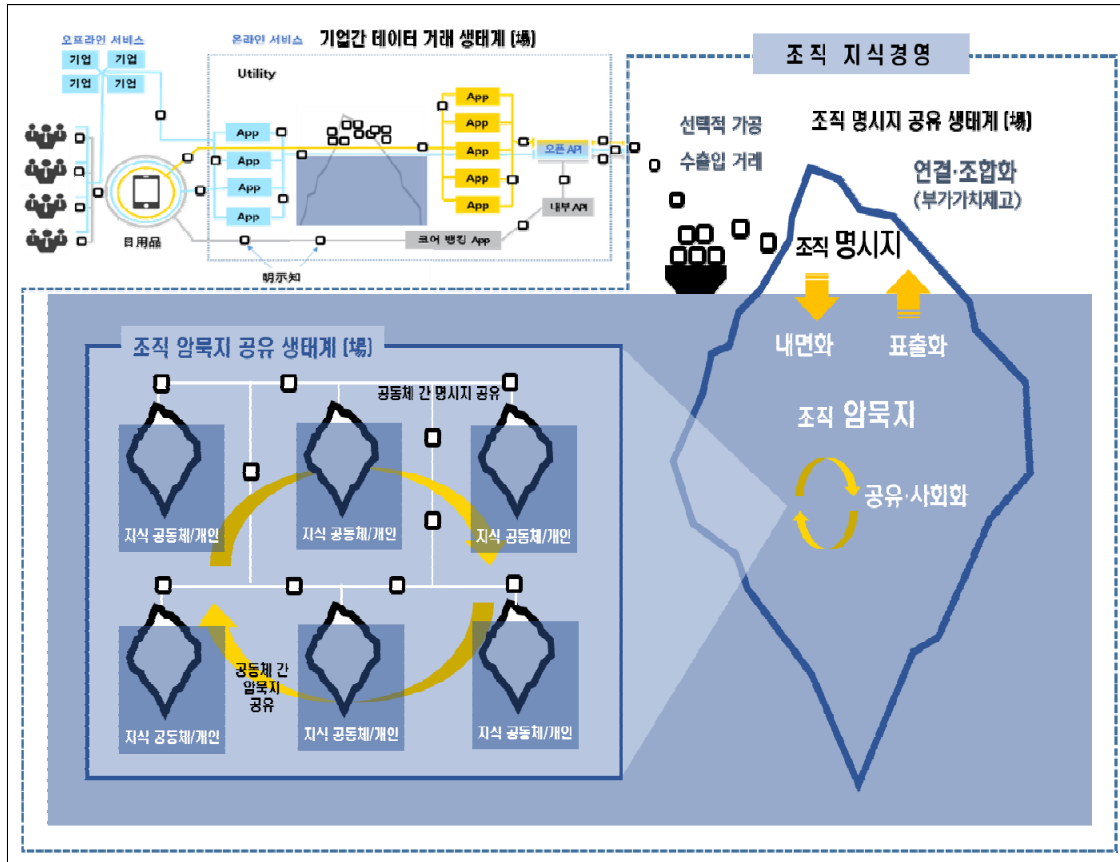 오프라인 서비스
온라인 서비스 기업간 데이터 거래 생태계 (場)
기업 기업
기업 기업
Utility
App
App
App
App
App
App
App
App
App
오픈 API
내부 API
코어 뱅킹 App
日用品
明示知
조직 지식경영
선택적 가공
수출입 거래
조직 명시지 공유 생태계 (場)
연결·조합화
(부가가치제고)
조직 명시지
내면화
표출화
조직 암묵지
공유·사회화
조직 암묵지 공유 생태계 (場)
공동체 간 명시지 공유
지식 공동체/개인
지식 공동체/개인
지식 공동체/개인
공동체 간
암묵지
공유
지식 공동체/개인
지식 공동체/개인
지식 공동체/개인